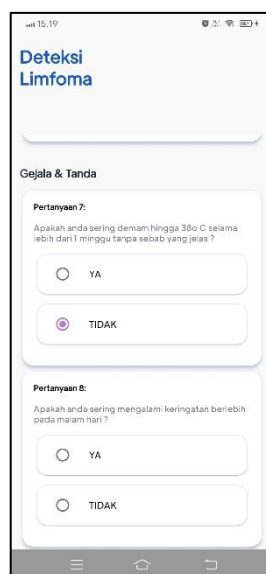 15.19
Deteksi
Limfoma
Gejala & Tanda
Pertanyaan 7:
Apakah anda sering demam hingga 38o C selama
lebih dari 1 minggu tanpa sebab yang jelas ?
YA
TIDAK
Pertanyaan 8:
Apakah anda sering mengalami keringatan berlebih
pada malam hari ?
YA
TIDAK